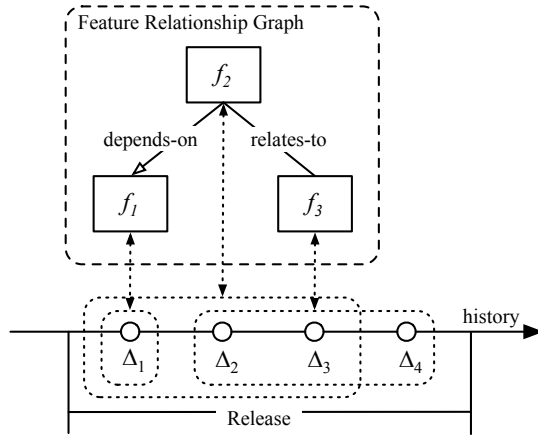 Feature Relationship Graph
f2
depends-on
relates-to
f1
f3
history
Δ1
Δ2
Δ3
Δ4
Release